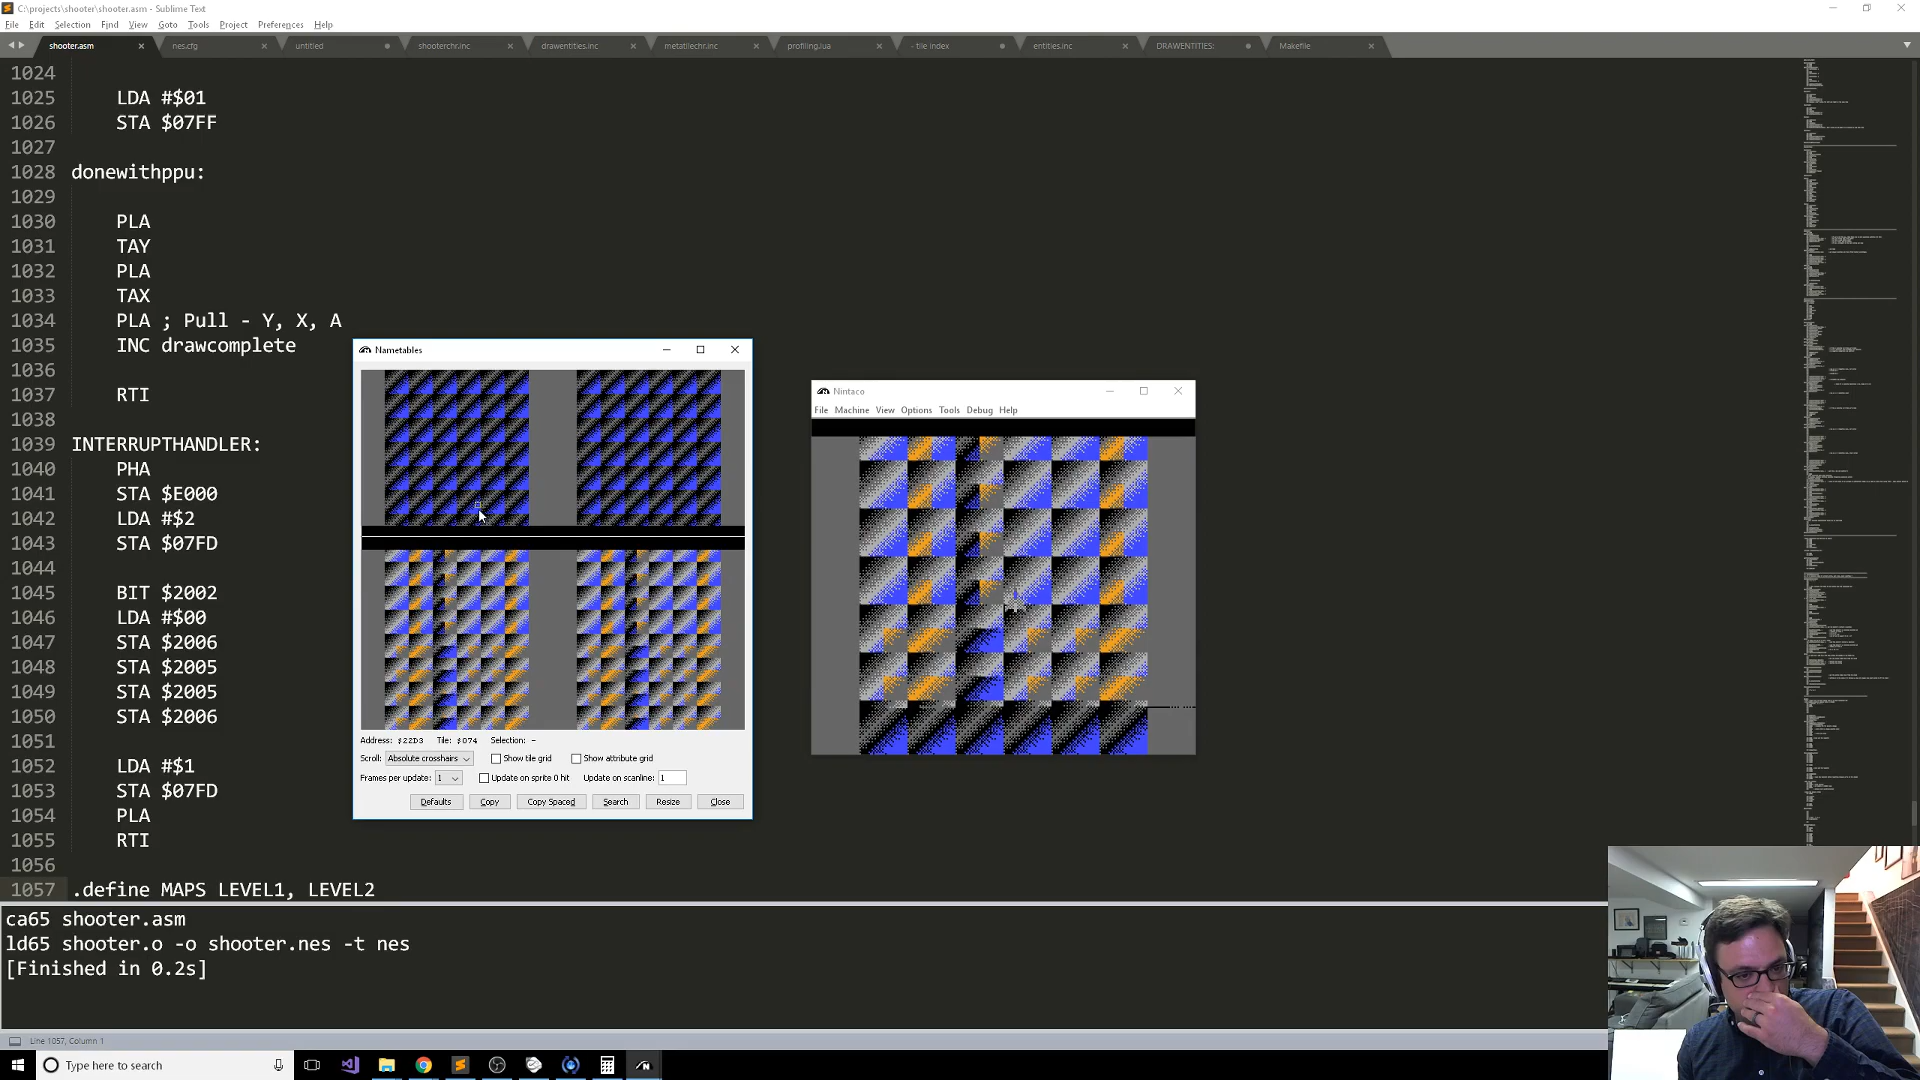 C:\projects\shooter\shooter.asm - Sublime Text
File Edit Selection Find View Goto Tools Project Preferences Help
shooter.asm nes.cfg untitled shooterchr.inc drawentities.inc metatilechr.inc profiling.lua - tile index entities.inc DRAWENTITIES: Makefile
1024
1025 LDA #$01
1026 STA $07FF
1027
1028 donewithppu:
1029
1030 PLA
1031 TAY
1032 PLA
1033 TAX
1034 PLA ; Pull - Y, X, A
1035 INC drawcomplete
1036
1037 RTI
1038
1039 INTERRUPTHANDLER:
1040 PHA
1041 STA $E000
1042 LDA #$2
1043 STA $07FD
1044
1045 BIT $2002
1046 LDA #$00
1047 STA $2006
1048 STA $2005
1049 STA $2005
1050 STA $2006
1051
1052 LDA #$1
1053 STA $07FD
1054 PLA
1055 RTI
1056
1057 .define MAPS LEVEL1, LEVEL2
Nametables
Address: $22D3 Tile: $074 Selection: -
Scroll: Absolute crosshairs Show tile grid Show attribute grid
Frames per update: 1 Update on sprite 0 hit Update on scanline: 1
Defaults Copy Copy Spaced Search Resize Close
Nintaco
File Machine View Options Tools Debug Help
ca65 shooter.asm
ld65 shooter.o -o shooter.nes -t nes
[Finished in 0.2s]
Line 1057, Column 1
Type here to search